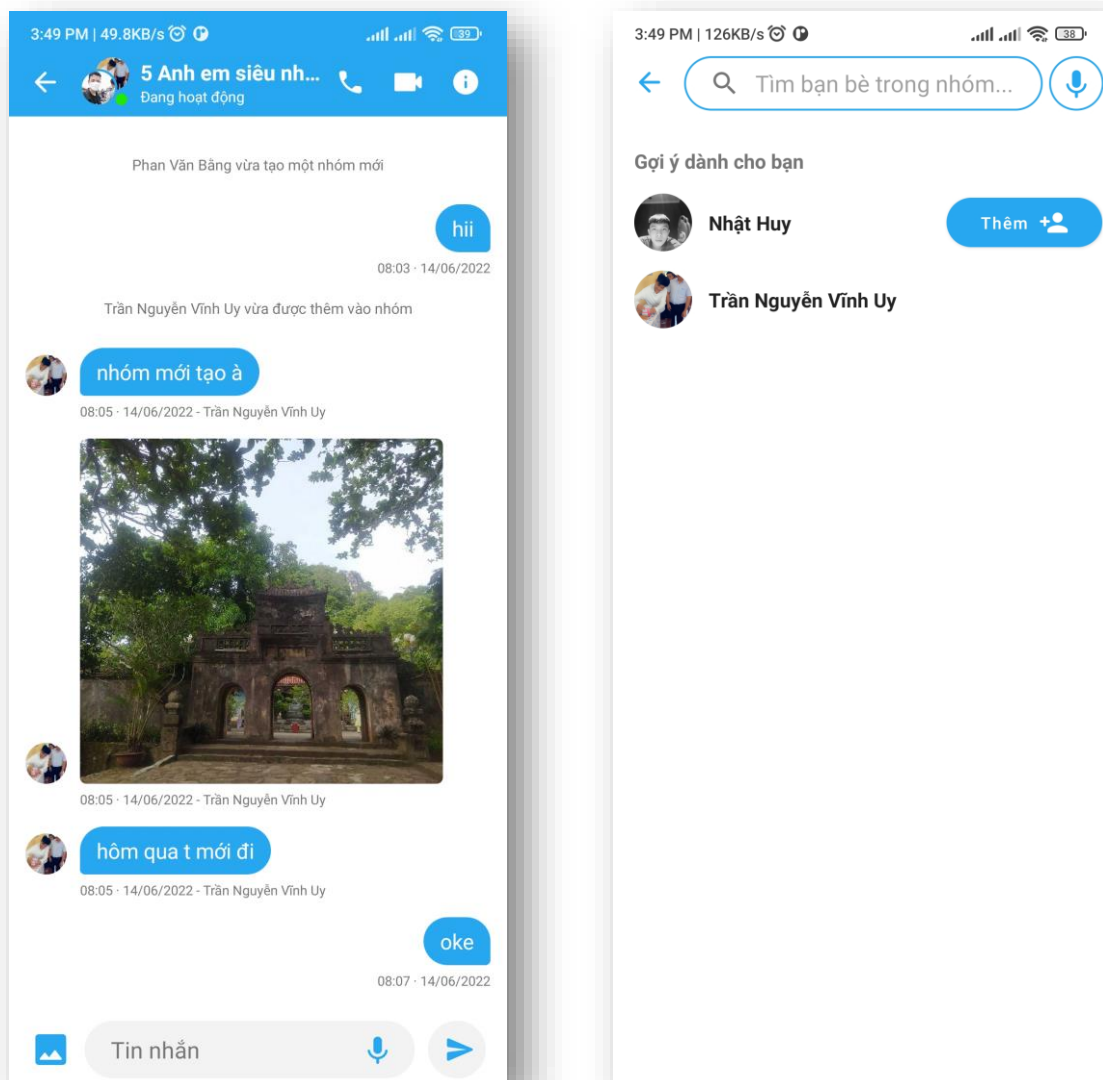 3:49 PM | 49.8KB/s
39
5 Anh em siêu nh...
Đang hoạt động
Phan Văn Bằng vừa tạo một nhóm mới
hii
08:03 · 14/06/2022
Trần Nguyễn Vĩnh Uy vừa được thêm vào nhóm
nhóm mới tạo à
08:05 · 14/06/2022 - Trần Nguyễn Vĩnh Uy
08:05 · 14/06/2022 - Trần Nguyễn Vĩnh Uy
hôm qua t mới đi
08:05 · 14/06/2022 - Trần Nguyễn Vĩnh Uy
oke
08:07 · 14/06/2022
Tin nhắn
3:49 PM | 126KB/s
38
Tìm bạn bè trong nhóm...
Gợi ý dành cho bạn
Nhật Huy
Thêm
Trần Nguyễn Vĩnh Uy